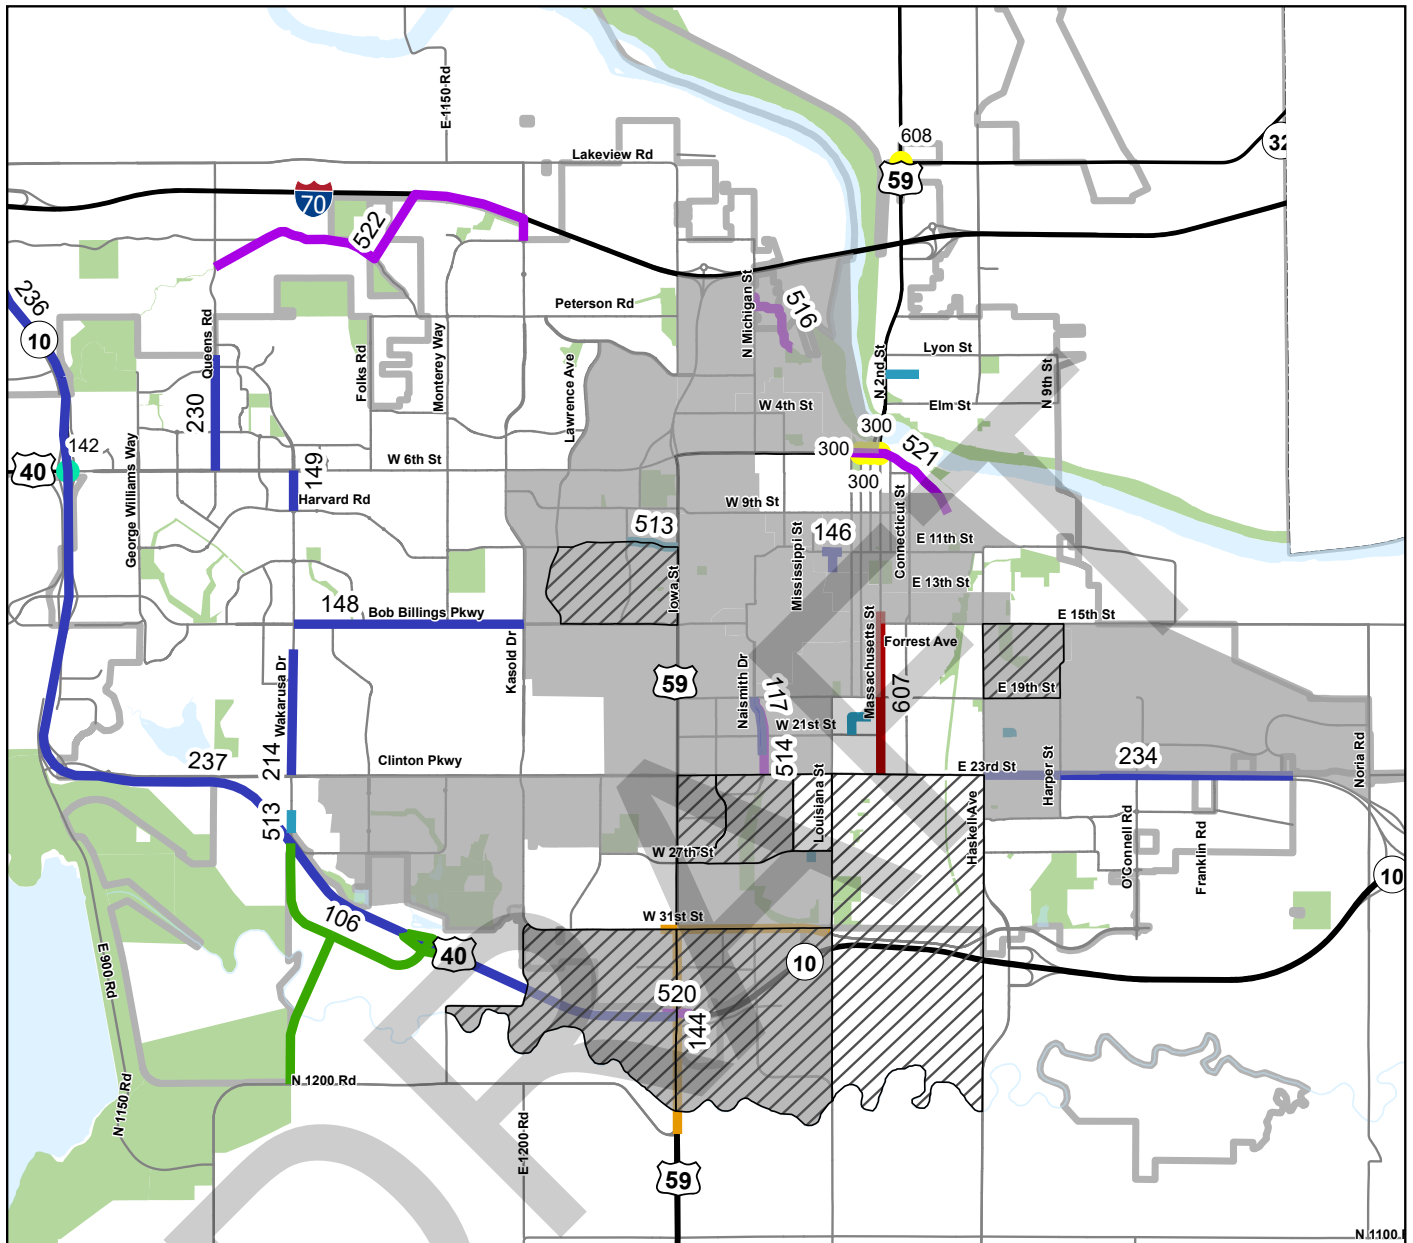 E 1150 Rd
608
Lakeview Rd
32
59
70
522
N Michigan St
516
Peterson Rd
236
10
Queens Rd
Folks Rd
Monterey Way
Lawrence Ave
N 2nd St
Lyon St
N 9th St
W 4th St
Elm St
230
300
142
George Williams Way
149
W 6th St
300
521
40
Harvard Rd
300
W 9th St
Connecticut St
513
146
E 11th St
Mississippi St
Iowa St
E 13th St
148
Bob Billings Pkwy
E 15th St
Massachusetts St
Forrest Ave
Kasold Dr
Wakarusa Dr
59
Naismith Dr
117
E 19th St
607
W 21st St
237
214
Clinton Pkwy
514
E 23rd St
234
Noria Rd
Harper St
513
Louisiana St
W 27th St
Haskell Ave
O'Connell Rd
Franklin Rd
10
106
W 31st St
40
10
E 900 Rd
520
144
N 1200 Rd
N 1150 Rd
E 1200 Rd
59
N 1100
DRAFT